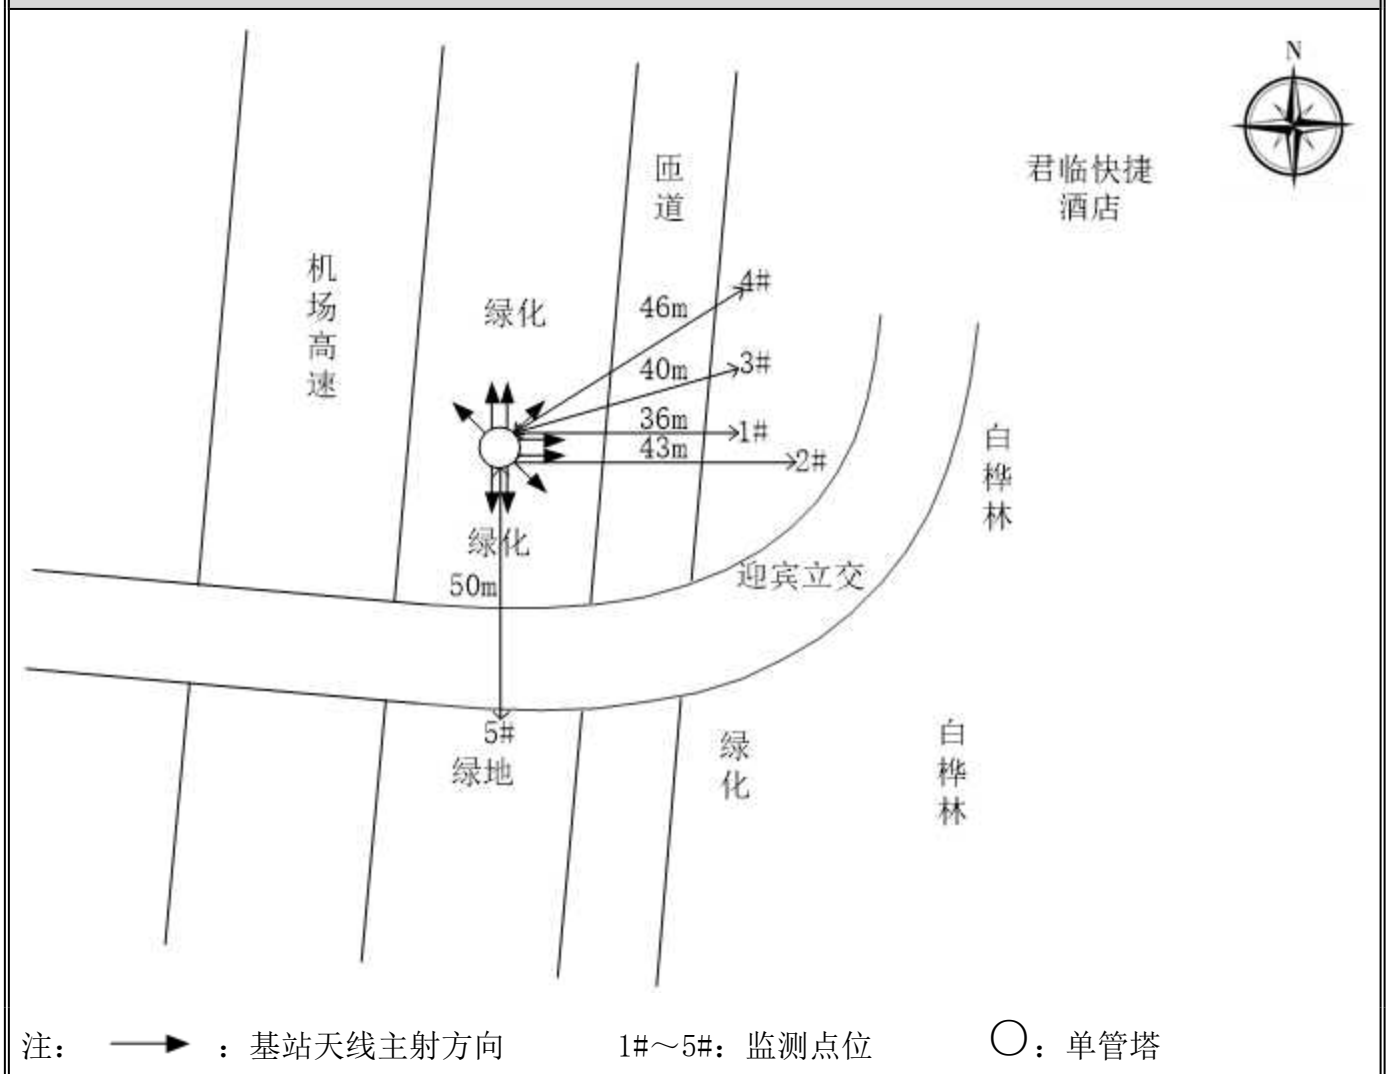 N
君临快捷
酒店
匝道
机场高速
绿化
4#
46m
3#
40m
36m
1#
43m
2#
白桦林
绿化
50m
迎宾立交
5#
绿地
绿化
白桦林
注： ：基站天线主射方向 1#～5#：监测点位 ：单管塔